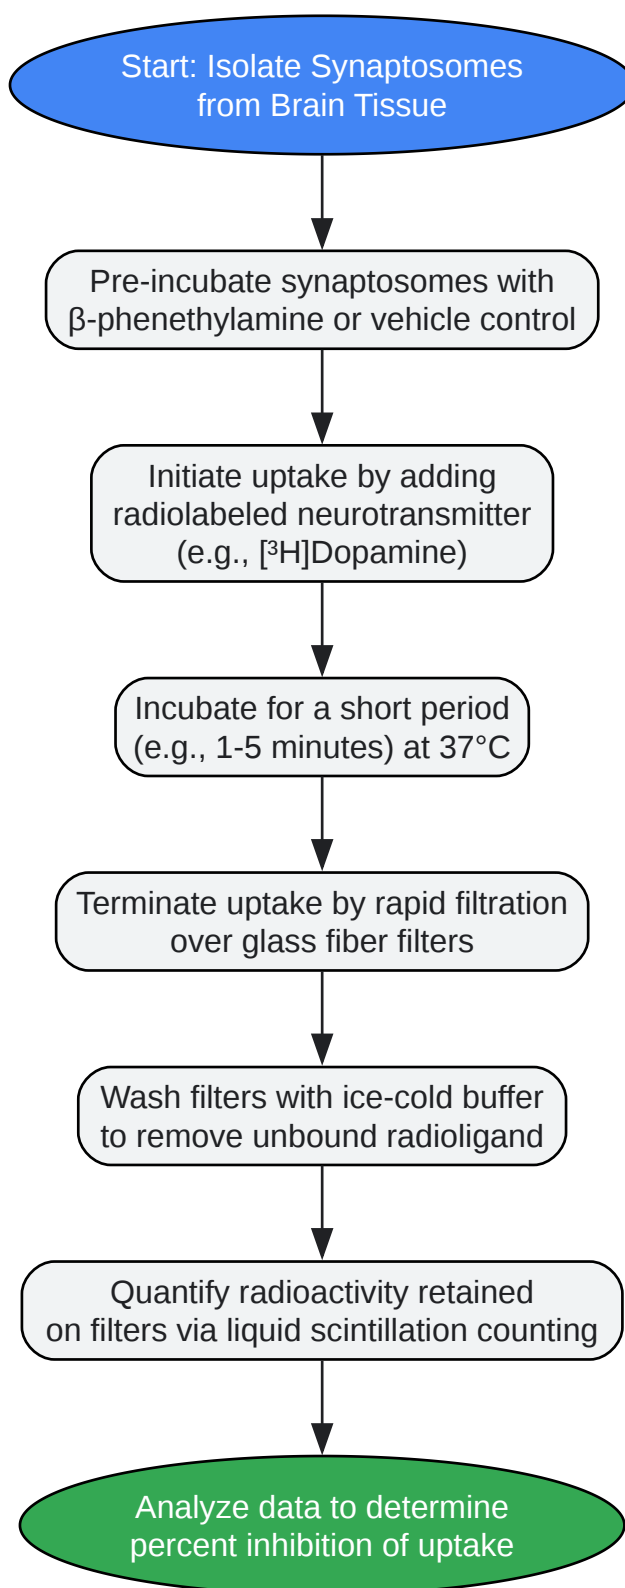 Start: Isolate Synaptosomes
from Brain Tissue
Pre-incubate synaptosomes with
β-phenethylamine or vehicle control
Initiate uptake by adding
radiolabeled neurotransmitter
(e.g., [³H]Dopamine)
Incubate for a short period
(e.g., 1-5 minutes) at 37°C
Terminate uptake by rapid filtration
over glass fiber filters
Wash filters with ice-cold buffer
to remove unbound radioligand
Quantify radioactivity retained
on filters via liquid scintillation counting
Analyze data to determine
percent inhibition of uptake